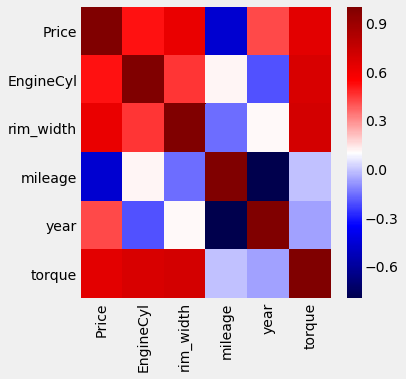 Price
EngineCyl
rim_width
mileage
year
torque
Price
EngineCyl
rim_width
mileage
year
torque
0.9
0.6
0.3
0.0
−0.3
−0.6